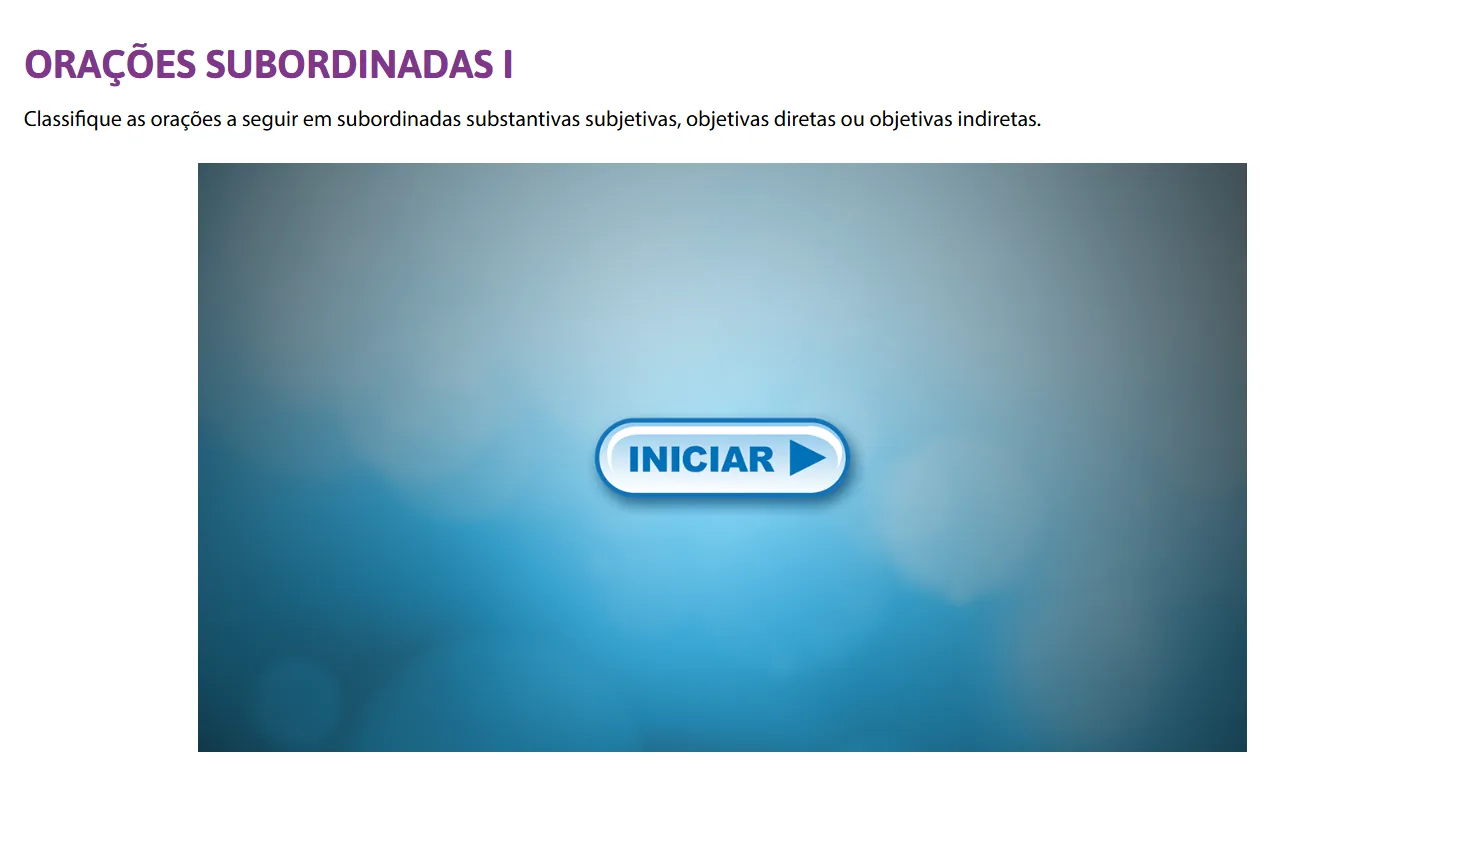 ORAÇÕES SUBORDINADAS I
Classifique as orações a seguir em subordinadas substantivas subjetivas, objetivas diretas ou objetivas indiretas.
INICIAR